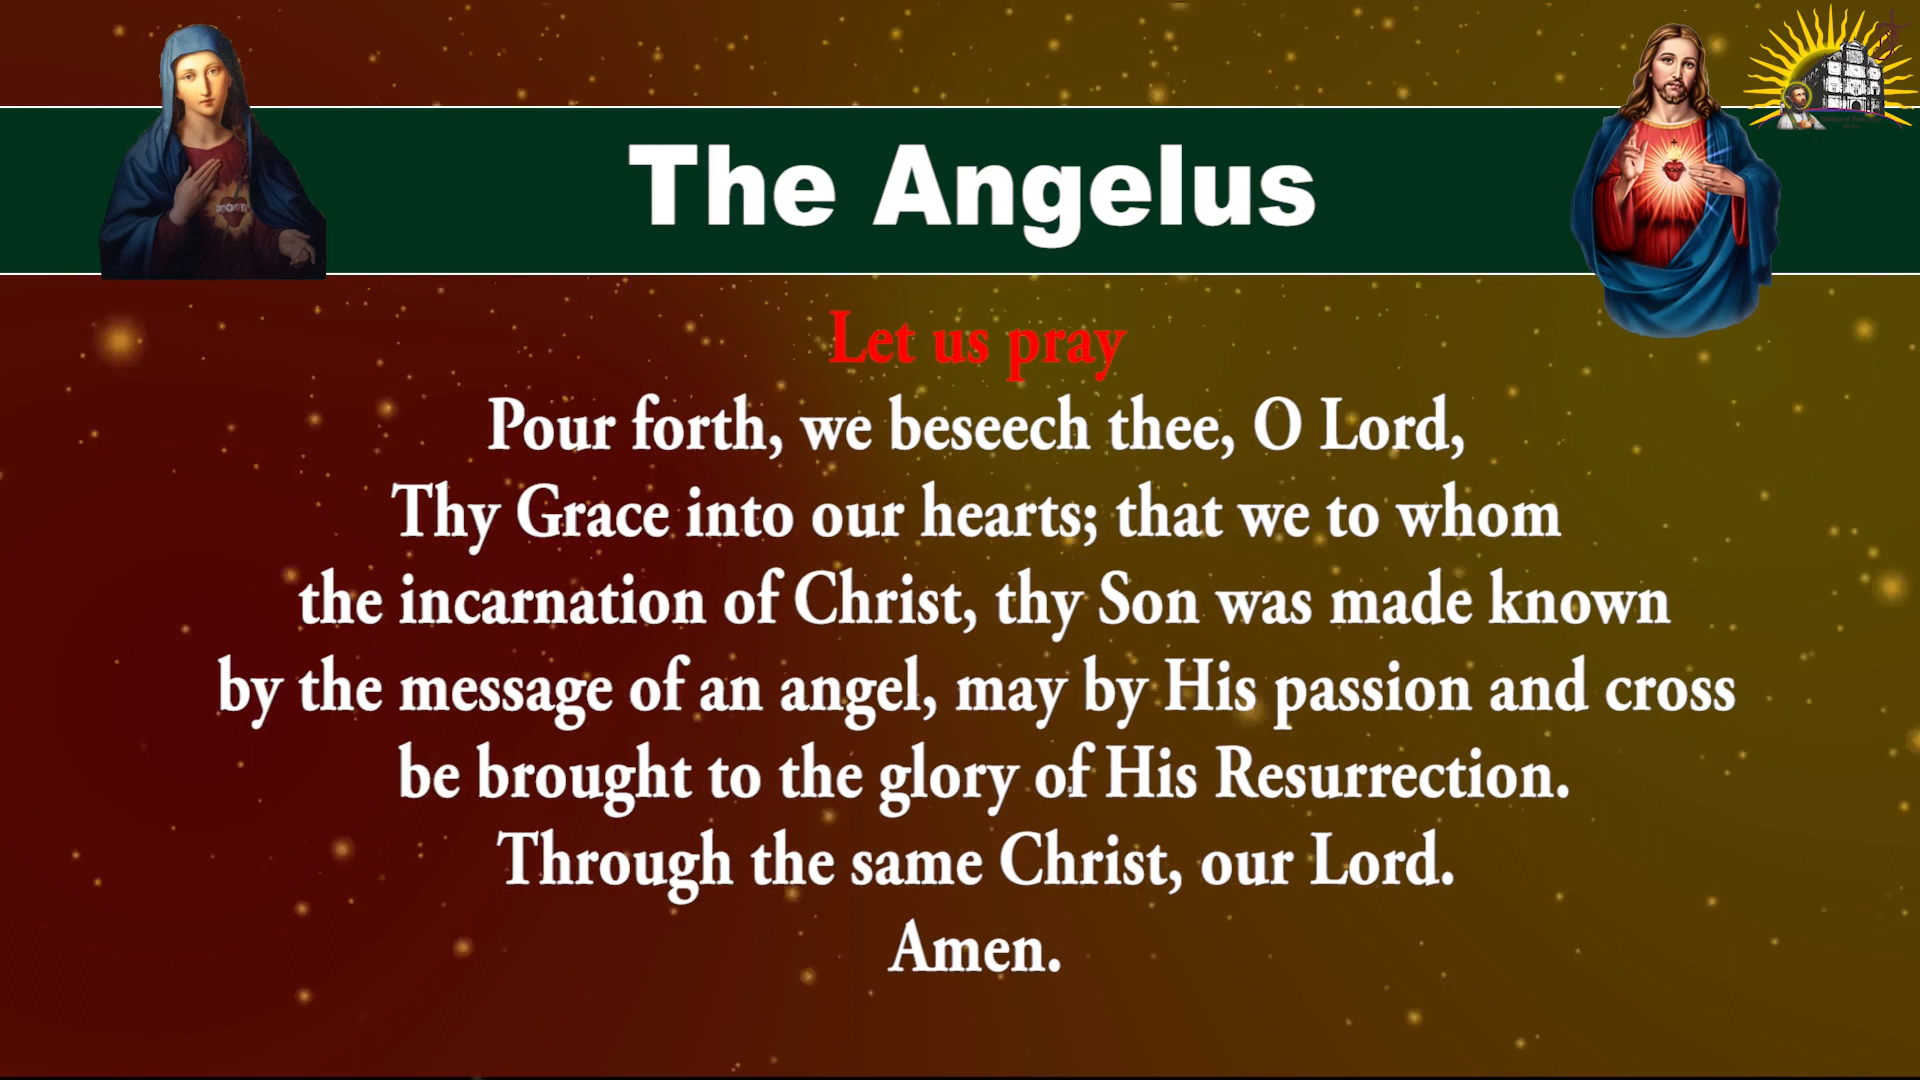 The Angelus
Let us pray
Pour forth, we beseech thee, O Lord,
Thy Grace into our hearts; that we to whom
the incarnation of Christ, thy Son was made known
by the message of an angel, may by His passion and cross
be brought to the glory of His Resurrection.
Through the same Christ, our Lord.
Amen.